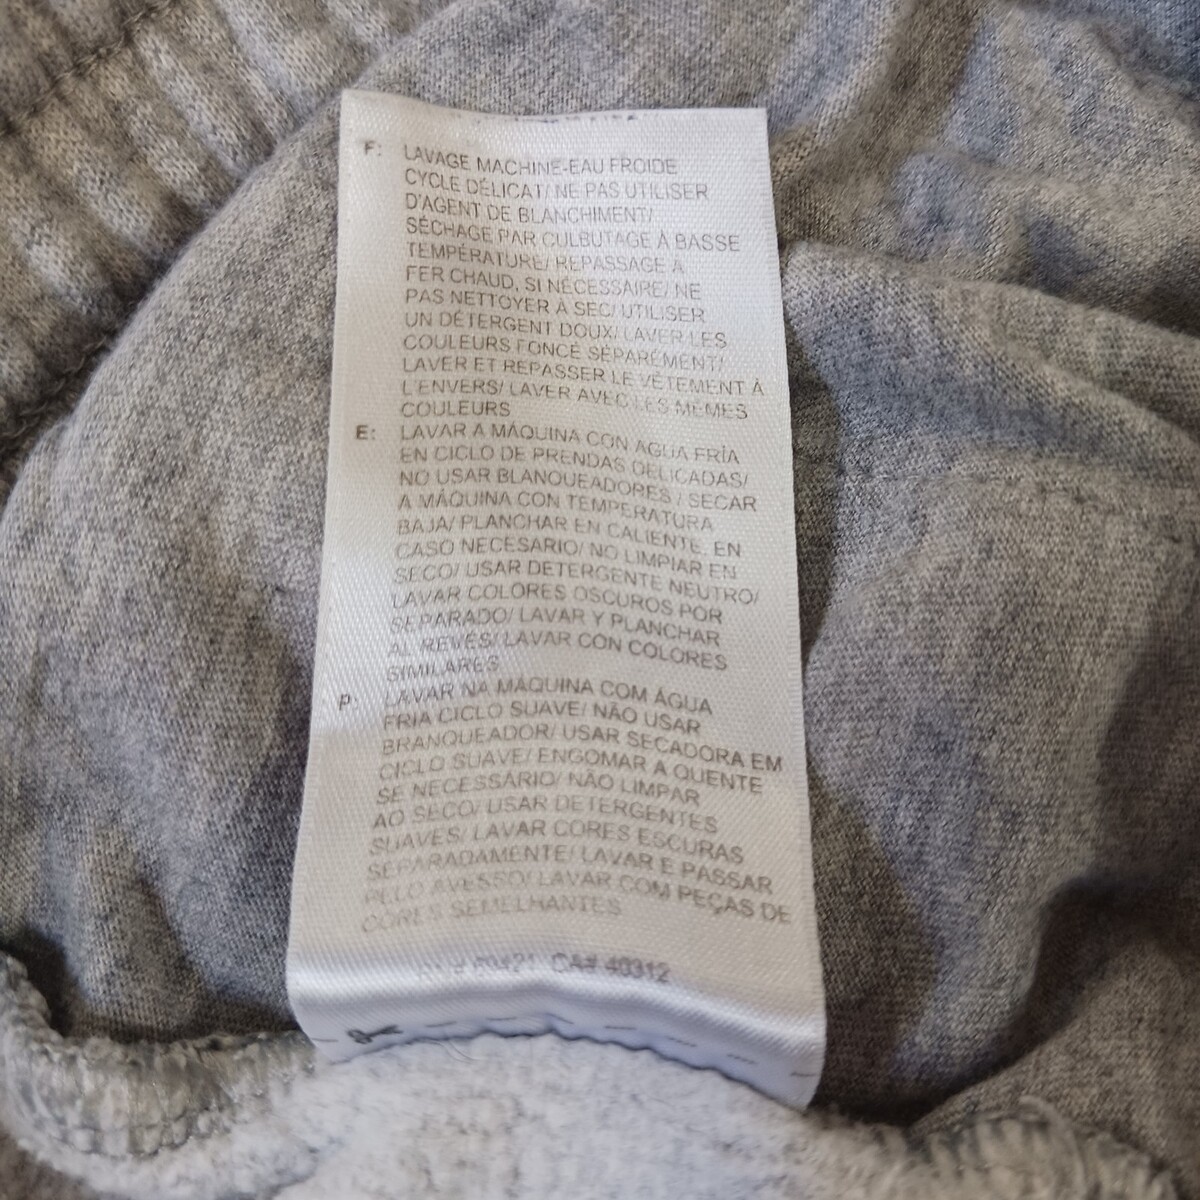 F: LAVAGE MACHINE-EAU FROIDE
CYCLE DÉLICAT/ NE PAS UTILISER
D'AGENT DE BLANCHIMENT/
SÉCHAGE PAR CULBUTAGE À BASSE
TEMPÉRATURE/ REPASSAGE À
FER CHAUD, SI NÉCESSAIRE/ NE
PAS NETTOYER À SEC/ UTILISER
UN DÉTERGENT DOUX/ LAVER LES
COULEURS FONCÉ SÉPARÉMENT/
LAVER ET REPASSER LE VÊTEMENT À
L'ENVERS/ LAVER AVEC LES MÊMES
COULEURS
E: LAVAR A MÁQUINA CON AGUA FRÍA
EN CICLO DE PRENDAS DELICADAS/
NO USAR BLANQUEADORES / SECAR
A MÁQUINA CON TEMPERATURA
BAJA/ PLANCHAR EN CALIENTE, EN
CASO NECESARIO/ NO LIMPIAR EN
SECO/ USAR DETERGENTE NEUTRO/
LAVAR COLORES OSCUROS POR
SEPARADO/ LAVAR Y PLANCHAR
AL REVÉS/ LAVAR CON COLORES
SIMILARES
P: LAVAR NA MÁQUINA COM ÁGUA
FRIA CICLO SUAVE/ NÃO USAR
BRANQUEADOR/ USAR SECADORA EM
CICLO SUAVE/ ENGOMAR A QUENTE
SE NECESSÁRIO/ NÃO LIMPAR
AO SECO/ USAR DETERGENTES
SUAVES/ LAVAR CORES ESCURAS
SEPARADAMENTE/ LAVAR E PASSAR
PELO AVESSO/ LAVAR COM PEÇAS DE
CORES SEMELHANTES
CA# 40312